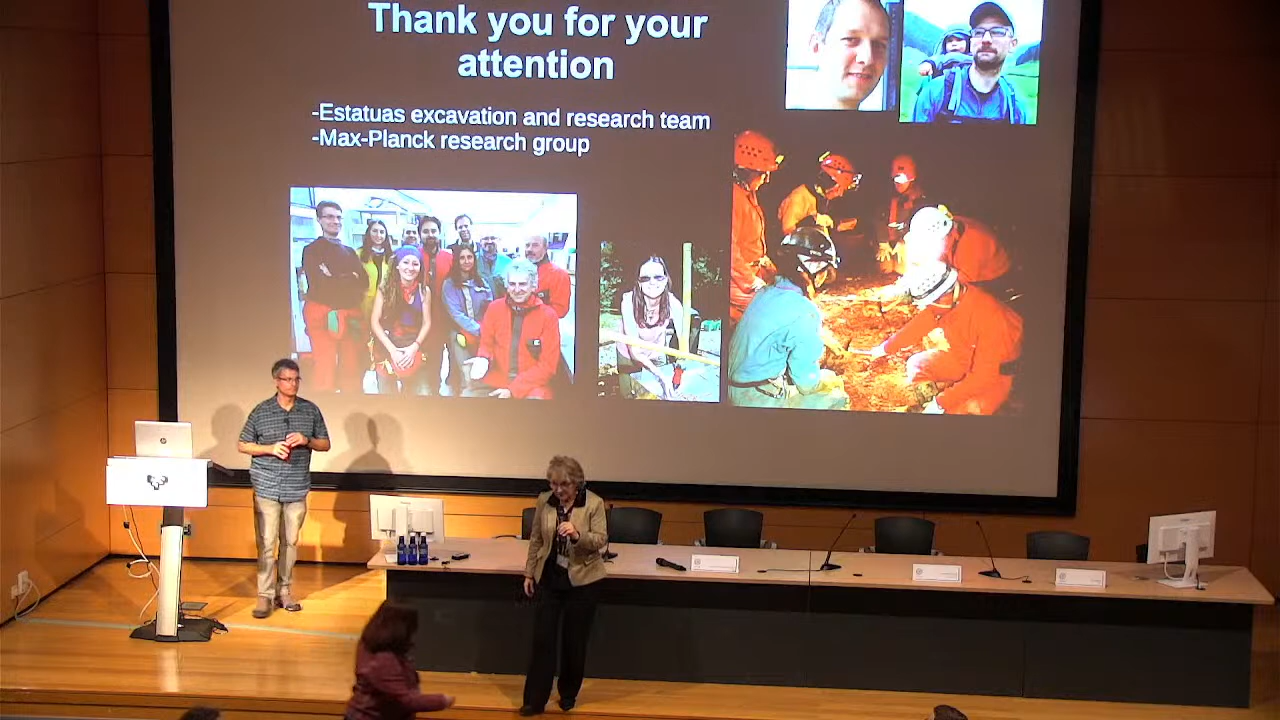 Thank you for your
attention
-Estatuas excavation and research team
-Max-Planck research group